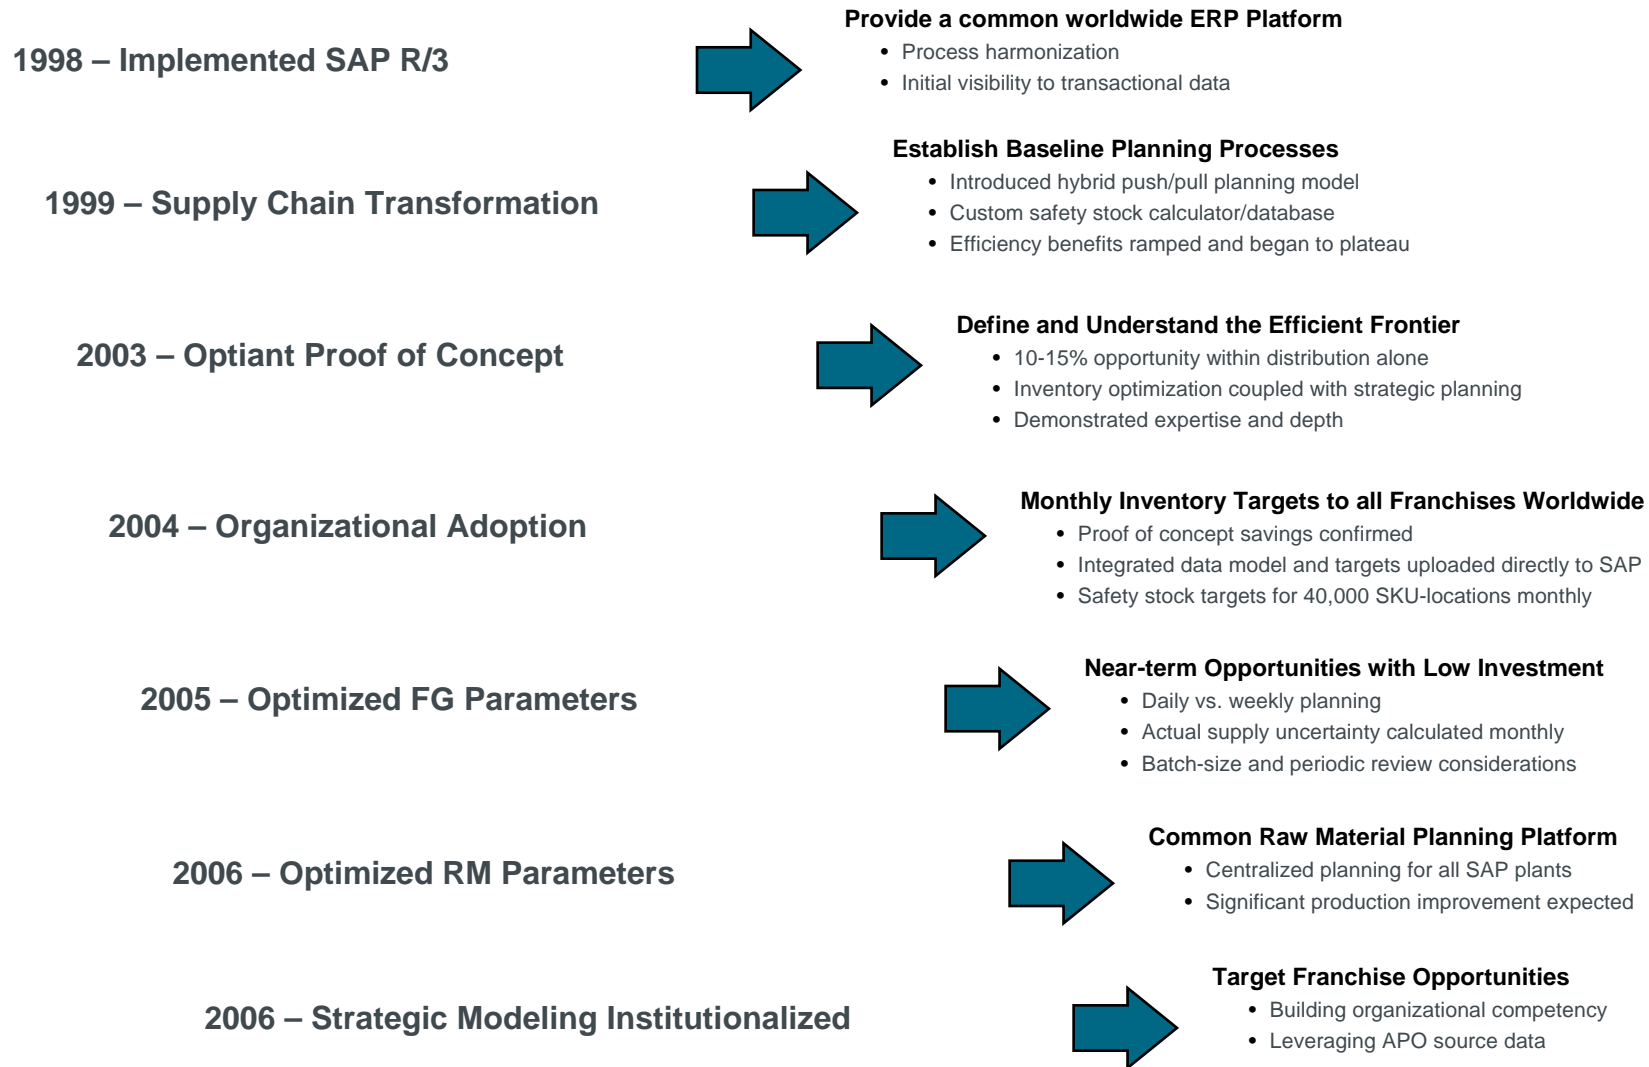 1998 – Implemented SAP R/3
Provide a common worldwide ERP Platform
• Process harmonization
• Initial visibility to transactional data
1999 – Supply Chain Transformation
Establish Baseline Planning Processes
• Introduced hybrid push/pull planning model
• Custom safety stock calculator/database
• Efficiency benefits ramped and began to plateau
2003 – Optiant Proof of Concept
Define and Understand the Efficient Frontier
• 10-15% opportunity within distribution alone
• Inventory optimization coupled with strategic planning
• Demonstrated expertise and depth
2004 – Organizational Adoption
Monthly Inventory Targets to all Franchises Worldwide
• Proof of concept savings confirmed
• Integrated data model and targets uploaded directly to SAP
• Safety stock targets for 40,000 SKU-locations monthly
2005 – Optimized FG Parameters
Near-term Opportunities with Low Investment
• Daily vs. weekly planning
• Actual supply uncertainty calculated monthly
• Batch-size and periodic review considerations
2006 – Optimized RM Parameters
Common Raw Material Planning Platform
• Centralized planning for all SAP plants
• Significant production improvement expected
2006 – Strategic Modeling Institutionalized
Target Franchise Opportunities
• Building organizational competency
• Leveraging APO source data